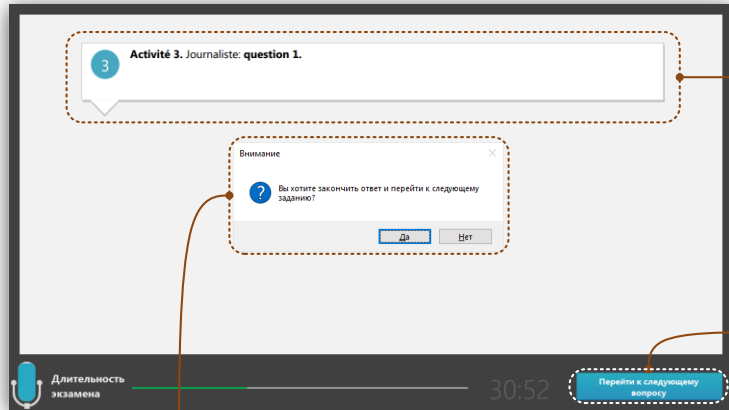 3
Activité 3. Journaliste: question 1.
Внимание
?
Вы хотите закончить ответ и перейти к следующему
заданию?
Да
Нет
Длительность
экзамена
30:52
Перейти к следующему
вопросу